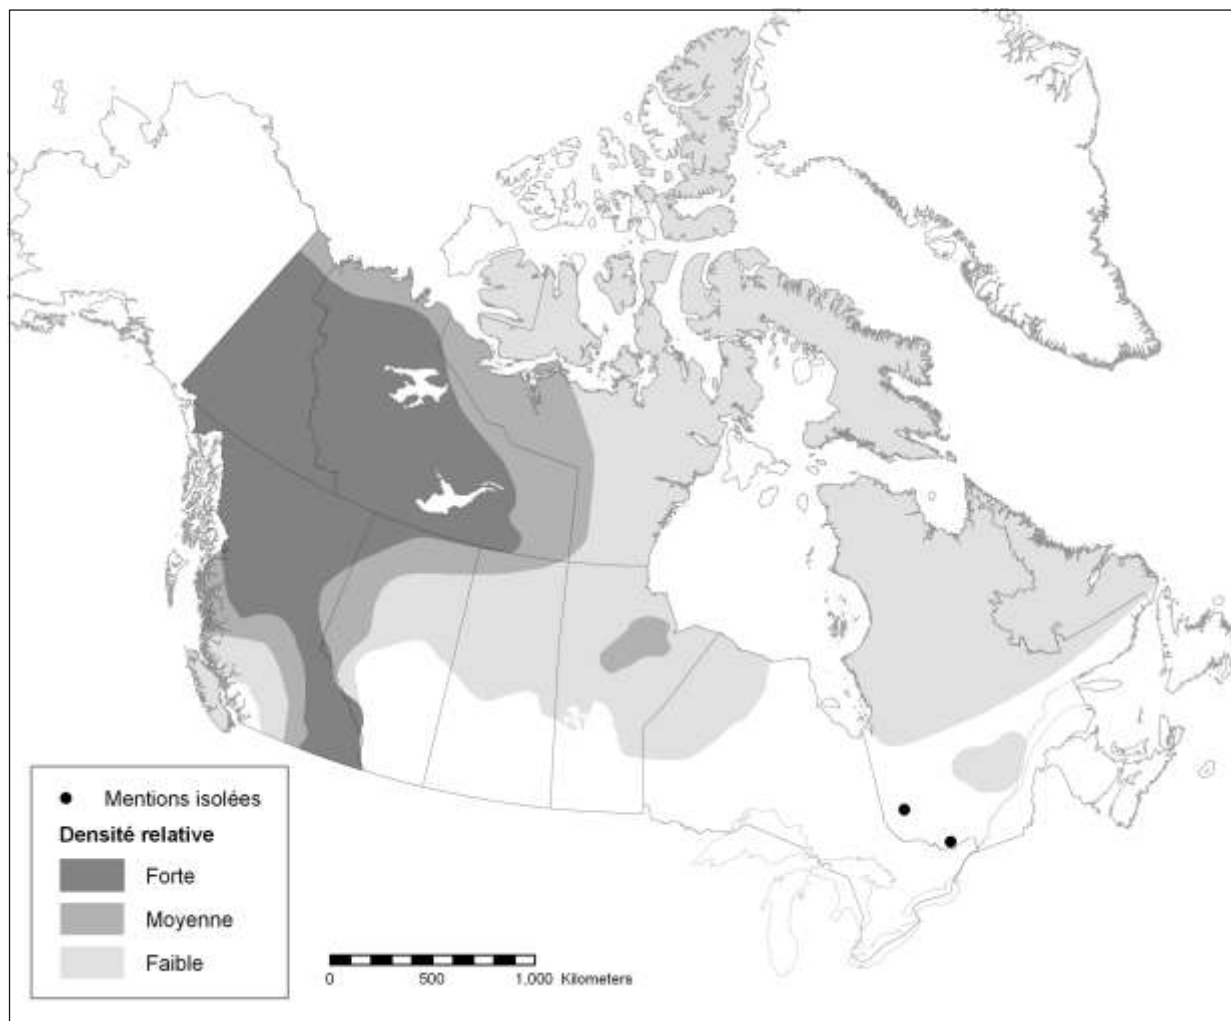 Mentions isolées
Densité relative
Forte
Moyenne
Faible
0 500 1,000 Kilometers